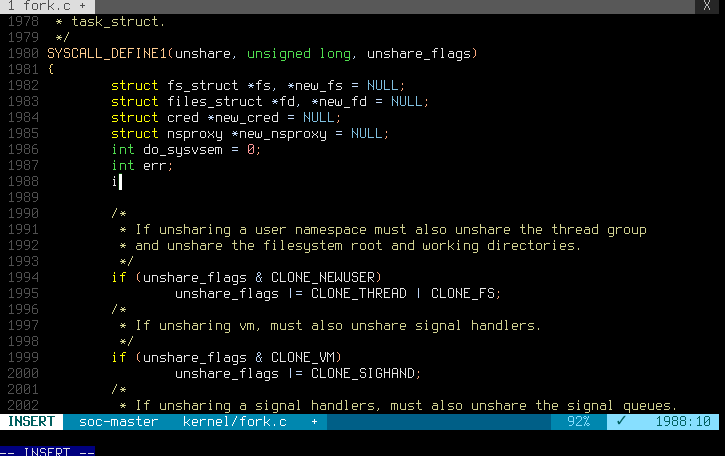 1 fork.c + X
1978  * task_struct.
1979  */
1980 SYSCALL_DEFINE1(unshare, unsigned long, unshare_flags)
1981 {
1982         struct fs_struct *fs, *new_fs = NULL;
1983         struct files_struct *fd, *new_fd = NULL;
1984         struct cred *new_cred = NULL;
1985         struct nsproxy *new_nsproxy = NULL;
1986         int do_sysvsem = 0;
1987         int err;
1988         i
1989
1990         /*
1991          * If unsharing a user namespace must also unshare the thread group
1992          * and unshare the filesystem root and working directories.
1993          */
1994         if (unshare_flags & CLONE_NEWUSER)
1995                 unshare_flags |= CLONE_THREAD | CLONE_FS;
1996         /*
1997          * If unsharing vm, must also unshare signal handlers.
1998          */
1999         if (unshare_flags & CLONE_VM)
2000                 unshare_flags |= CLONE_SIGHAND;
2001         /*
2002          * If unsharing a signal handlers, must also unshare the signal queues.
INSERT soc-master kernel/fork.c + 92% ✓ 1988:10
-- INSERT --